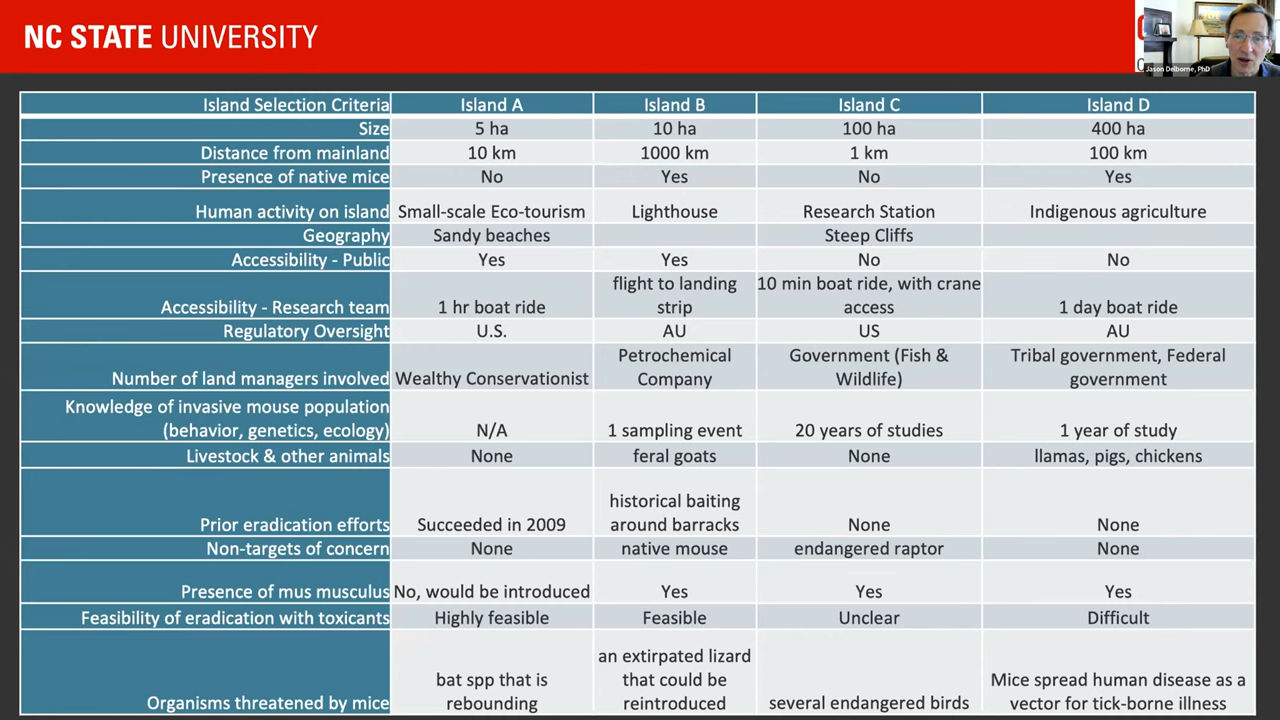 NC STATE UNIVERSITY
Jason Delborne, PhD
Island Selection Criteria Island A Island B Island C Island D
Size 5 ha 10 ha 100 ha 400 ha
Distance from mainland 10 km 1000 km 1 km 100 km
Presence of native mice No Yes No Yes
Human activity on island Small-scale Eco-tourism Lighthouse Research Station Indigenous agriculture
Geography Sandy beaches Steep Cliffs
Accessibility - Public Yes Yes No No
flight to landing 10 min boat ride, with crane
Accessibility - Research team 1 hr boat ride strip access 1 day boat ride
Regulatory Oversight U.S. AU US AU
Petrochemical Government (Fish & Tribal government, Federal
Number of land managers involved Wealthy Conservationist Company Wildlife) government
Knowledge of invasive mouse population
(behavior, genetics, ecology) N/A 1 sampling event 20 years of studies 1 year of study
Livestock & other animals None feral goats None llamas, pigs, chickens
historical baiting
Prior eradication efforts Succeeded in 2009 around barracks None None
Non-targets of concern None native mouse endangered raptor None
Presence of mus musculus No, would be introduced Yes Yes Yes
Feasibility of eradication with toxicants Highly feasible Feasible Unclear Difficult
an extirpated lizard
bat spp that is that could be Mice spread human disease as a
Organisms threatened by mice rebounding reintroduced several endangered birds vector for tick-borne illness